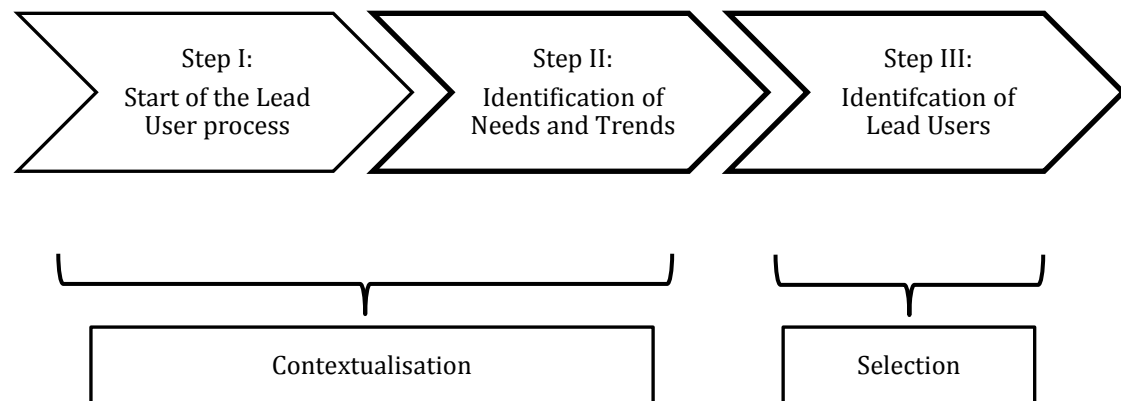 Step I:
Start of the Lead
User process
Step II:
Identification of
Needs and Trends
Step III:
Identifcation of
Lead Users
Contextualisation
Selection